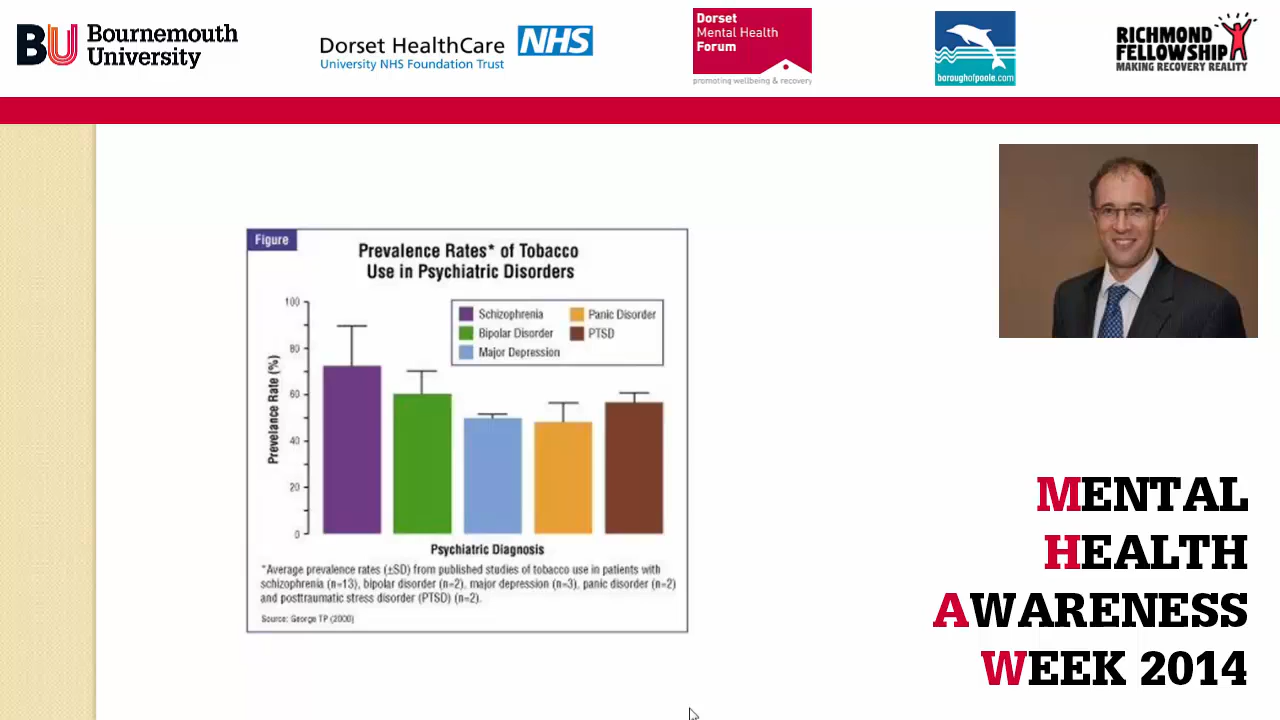 BU Bournemouth
University
Dorset HealthCare NHS
University NHS Foundation Trust
Dorset
Mental Health
Forum
promoting wellbeing & recovery
boroughofpoole.com
RICHMOND
FELLOWSHIP
MAKING RECOVERY REALITY
Figure
Prevalence Rates* of Tobacco
Use in Psychiatric Disorders
Schizophrenia
Panic Disorder
Bipolar Disorder
PTSD
Major Depression
Prevelance Rate (%)
100
80
60
40
20
0
Psychiatric Diagnosis
*Average prevalence rates (±SD) from published studies of tobacco use in patients with
schizophrenia (n=13), bipolar disorder (n=2), major depression (n=3), panic disorder (n=2)
and posttraumatic stress disorder (PTSD) (n=2).
Source: George TP
MENTAL
HEALTH
AWARENESS
WEEK 2014